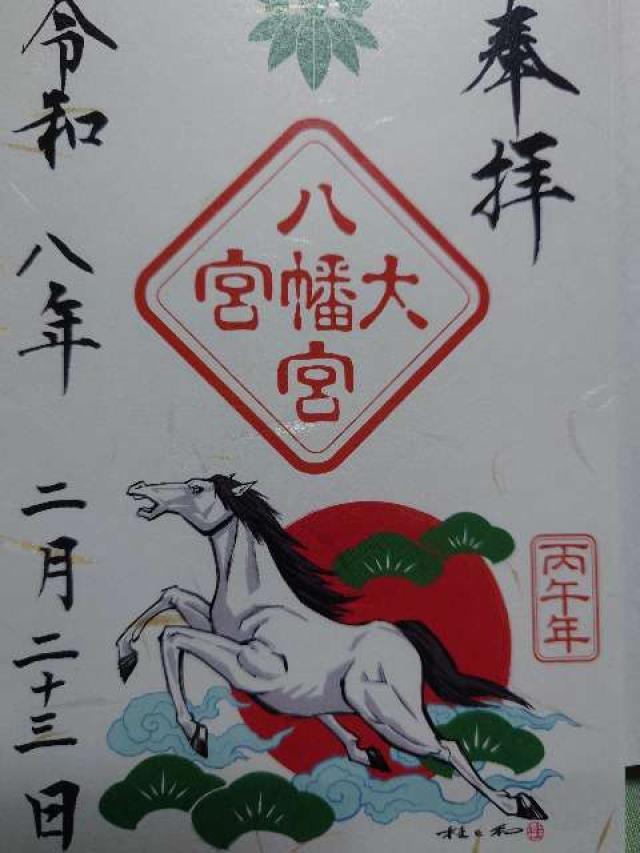 奉拝
大
八幡宮
宮
丙午年
令和八年二月二十三日